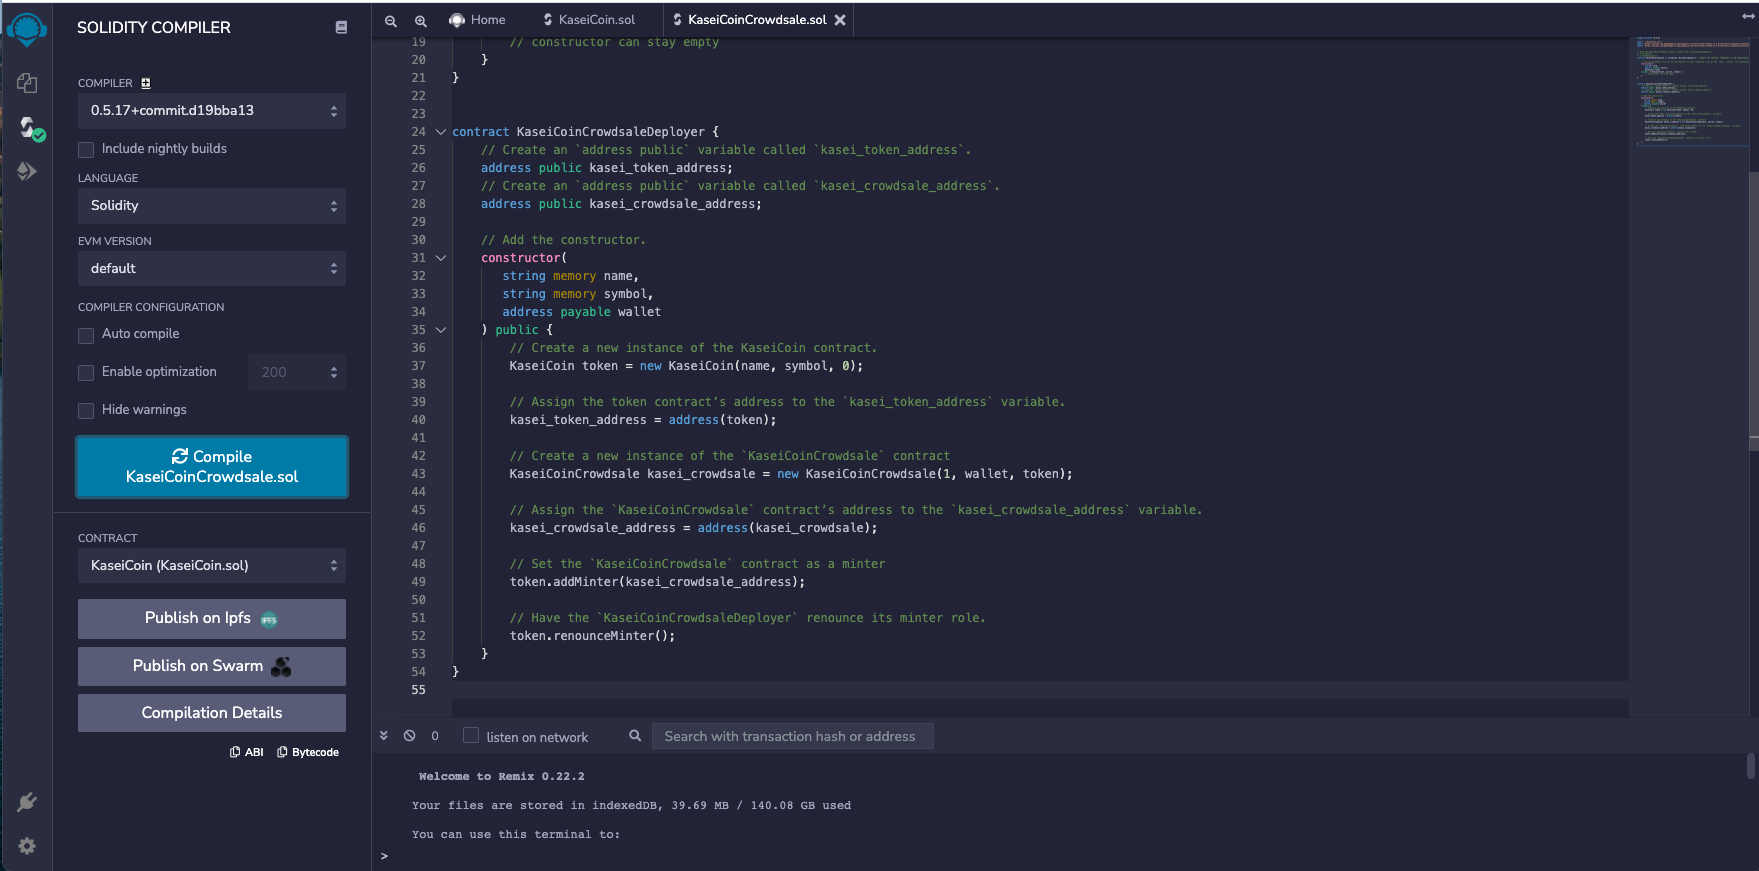 SOLIDITY COMPILER
COMPILER
0.5.17+commit.d19bba13
Include nightly builds
LANGUAGE
Solidity
EVM VERSION
default
COMPILER CONFIGURATION
Auto compile
Enable optimization 200
Hide warnings
Compile
KaseiCoinCrowdsale.sol
CONTRACT
KaseiCoin (KaseiCoin.sol)
Publish on Ipfs IPFS
Publish on Swarm
Compilation Details
ABI Bytecode
Home KaseiCoin.sol KaseiCoinCrowdsale.sol
19 // constructor can stay empty
20 }
21 }
22
23
24 contract KaseiCoinCrowdsaleDeployer {
25 // Create an `address public` variable called `kasei_token_address`.
26 address public kasei_token_address;
27 // Create an `address public` variable called `kasei_crowdsale_address`.
28 address public kasei_crowdsale_address;
29
30 // Add the constructor.
31 constructor(
32 string memory name,
33 string memory symbol,
34 address payable wallet
35 ) public {
36 // Create a new instance of the KaseiCoin contract.
37 KaseiCoin token = new KaseiCoin(name, symbol, 0);
38
39 // Assign the token contract’s address to the `kasei_token_address` variable.
40 kasei_token_address = address(token);
41
42 // Create a new instance of the `KaseiCoinCrowdsale` contract
43 KaseiCoinCrowdsale kasei_crowdsale = new KaseiCoinCrowdsale(1, wallet, token);
44
45 // Assign the `KaseiCoinCrowdsale` contract’s address to the `kasei_crowdsale_address` variable.
46 kasei_crowdsale_address = address(kasei_crowdsale);
47
48 // Set the `KaseiCoinCrowdsale` contract as a minter
49 token.addMinter(kasei_crowdsale_address);
50
51 // Have the `KaseiCoinCrowdsaleDeployer` renounce its minter role.
52 token.renounceMinter();
53 }
54 }
55
0 listen on network Search with transaction hash or address
Welcome to Remix 0.22.2
Your files are stored in indexedDB, 39.69 MB / 140.08 GB used
You can use this terminal to:
>